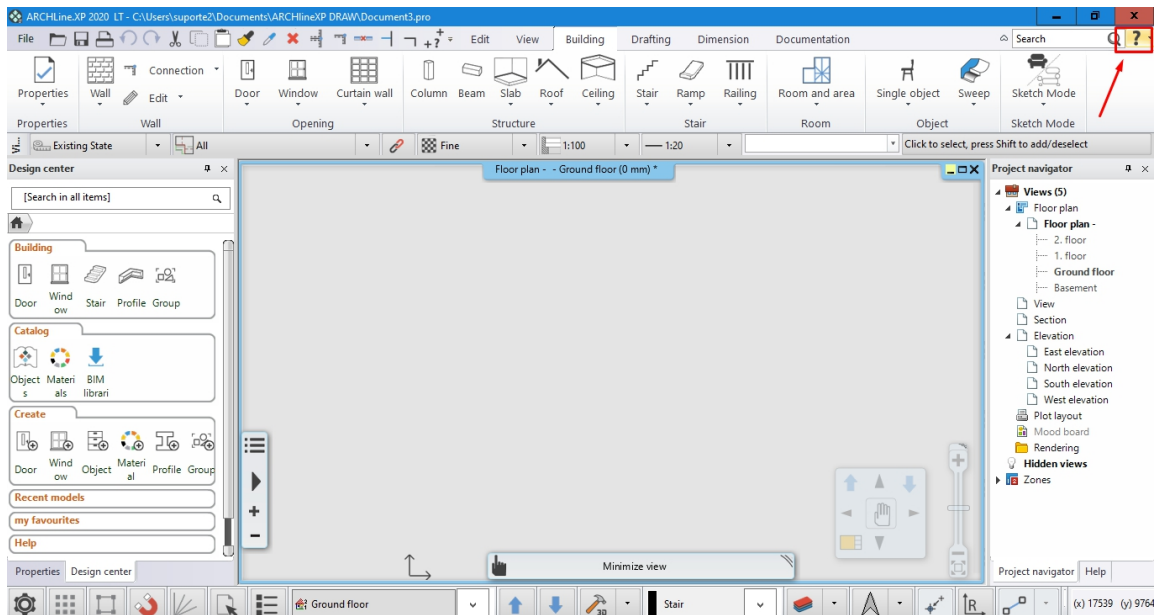 ARCHLine.XP 2020 LT - C:\Users\suporte2\Documents\ARCHlineXP DRAW\Document3.pro
File Edit View Building Drafting Dimension Documentation Search ?
Properties Wall Connection Edit Door Window Curtain wall Column Beam Slab Roof Ceiling Stair Ramp Railing Room and area Single object Sweep Sketch Mode
Properties Wall Opening Structure Stair Room Object Sketch Mode
Existing State All Fine 1:100 1:20 Click to select, press Shift to add/deselect
Design center
[Search in all items]
Building
Door
Wind
ow
Stair
Profile
Group
Catalog
Object
s
Materi
als
BIM
librari
Create
Door
Wind
ow
Object
Materi
al
Profile
Group
Recent models
my favourites
Help
Properties Design center
Floor plan - - Ground floor (0 mm) *
Minimize view
Project navigator
Views (5)
Floor plan
Floor plan -
2. floor
1. floor
Ground floor
Basement
View
Section
Elevation
East elevation
North elevation
South elevation
West elevation
Plot layout
Mood board
Rendering
Hidden views
Zones
Project navigator Help
Ground floor 3D Stair R (x) 17539 (y) 9764